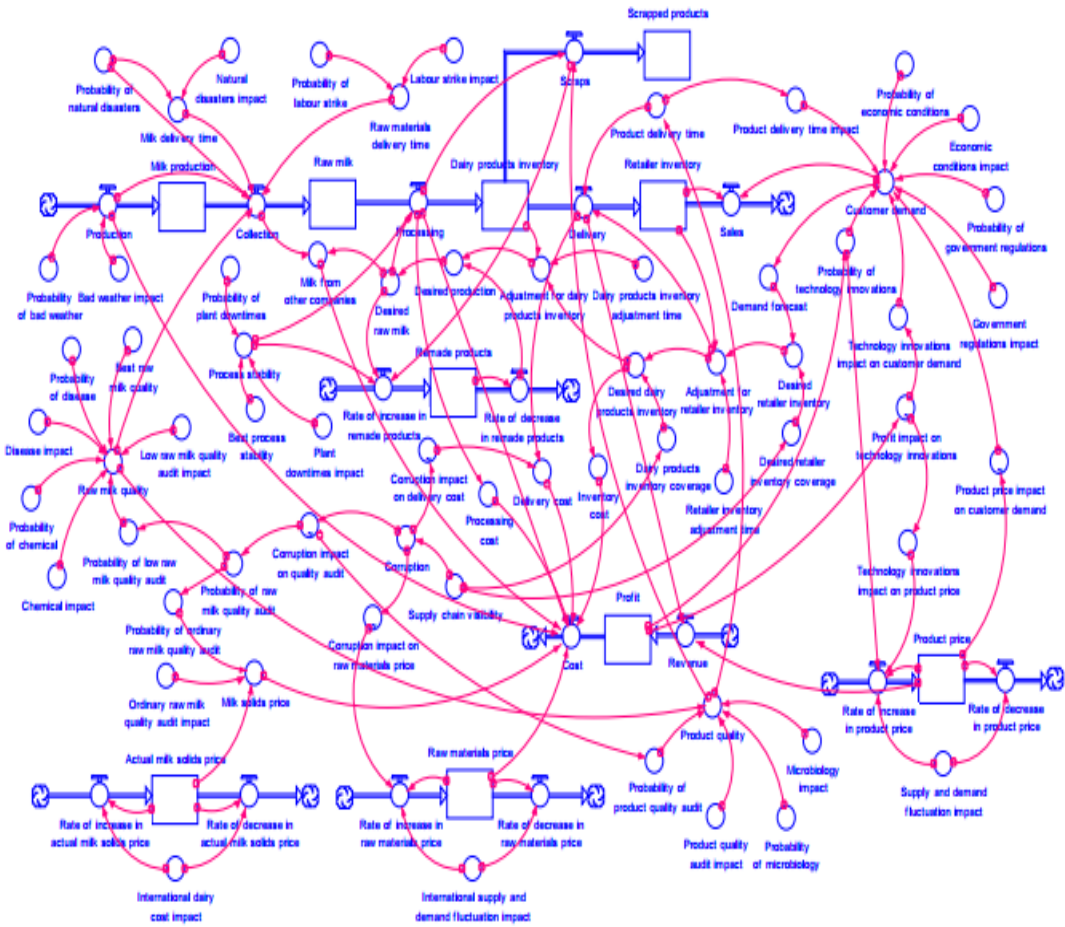 Scrapped products
Scraps
Probability of
natural disasters
Natural
disasters impact
Probability of
labour strike
Labour strike impact
Milk delivery time
Raw materials
delivery time
Product delivery time
Product delivery time impact
Probability of
economic conditions
Economic
conditions impact
Milk production
Raw milk
Dairy products inventory
Retailer inventory
Customer demand
Probability of
government regulations
Production
Collection
Processing
Delivery
Sales
Probability
of bad weather
Bad weather impact
Probability of
plant downtimes
Milk from
other companies
Desired
raw milk
Desired production
Adjustment for dairy
products inventory
Dairy products inventory
adjustment time
Demand forecast
Probability of
technology innovations
Government
regulations impact
Technology innovations
impact on customer demand
Probability
of disease
Best raw
milk quality
Process stability
Remade products
Rate of increase in
remade products
Rate of decrease
in remade products
Desired dairy
products inventory
Adjustment for
retailer inventory
Desired
retailer inventory
Disease impact
Low raw milk quality
audit impact
Best process
stability
Plant
downtimes impact
Corruption impact
on delivery cost
Delivery cost
Inventory
cost
Dairy products
inventory coverage
Desired retailer
inventory coverage
Profit impact on
technology innovations
Raw milk quality
Processing
cost
Retailer inventory
adjustment time
Product price impact
on customer demand
Probability
of chemical
Probability of low raw
milk quality audit
Corruption impact
on quality audit
Corruption
Chemical impact
Probability of raw
milk quality audit
Supply chain visibility
Technology innovations
impact on product price
Probability of ordinary
raw milk quality audit
Corruption impact on
raw materials price
Profit
Cost
Revenue
Product price
Ordinary raw milk
quality audit impact
Milk solids price
Product quality
Rate of increase
in product price
Rate of decrease
in product price
Actual milk solids price
Raw materials price
Probability of
product quality audit
Microbiology
impact
Supply and demand
fluctuation impact
Rate of increase in
actual milk solids price
Rate of decrease in
actual milk solids price
Rate of increase in
raw materials price
Rate of decrease in
raw materials price
Product quality
audit impact
Probability
of microbiology
International dairy
cost impact
International supply and
demand fluctuation impact